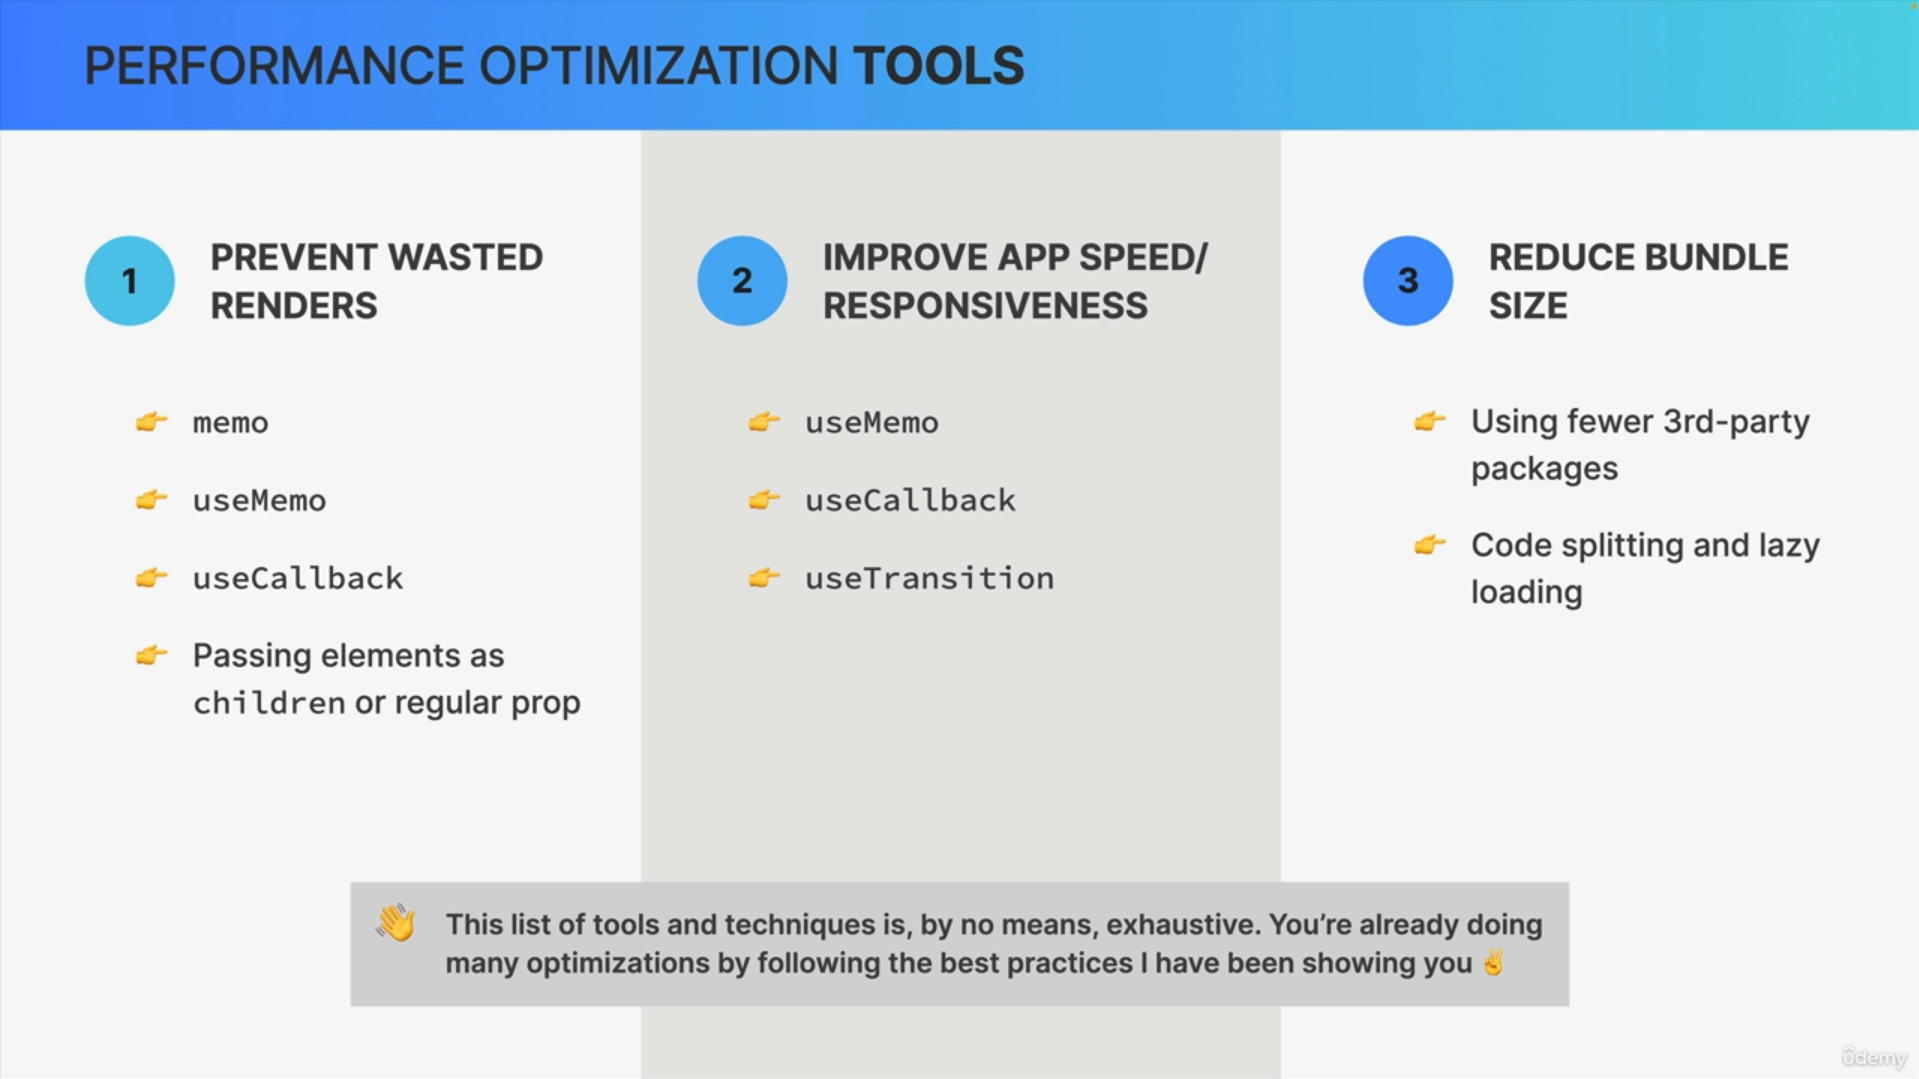 PERFORMANCE OPTIMIZATION TOOLS
1
PREVENT WASTED
RENDERS
👉 memo
👉 useMemo
👉 useCallback
👉 Passing elements as
children or regular prop
2
IMPROVE APP SPEED/
RESPONSIVENESS
👉 useMemo
👉 useCallback
👉 useTransition
3
REDUCE BUNDLE
SIZE
👉 Using fewer 3rd-party
packages
👉 Code splitting and lazy
loading
👋 This list of tools and techniques is, by no means, exhaustive. You’re already doing
many optimizations by following the best practices I have been showing you ✌️
ûdemy